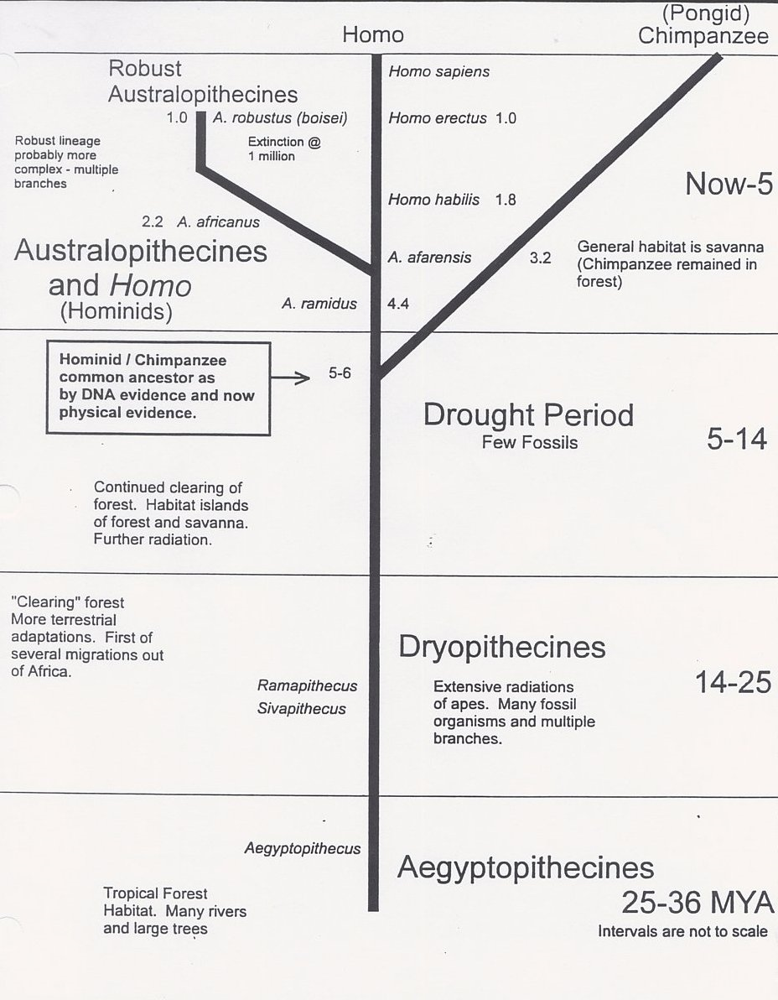 (Pongid)
Homo
Chimpanzee
Robust
Australopithecines
Homo sapiens
1.0 A. robustus (boisei)
Homo erectus 1.0
Robust lineage
probably more
complex - multiple
branches
Extinction @
1 million
Now-5
Homo habilis 1.8
2.2 A. africanus
Australopithecines
and Homo
(Hominids)
A. afarensis 3.2
General habitat is savanna
(Chimpanzee remained in
forest)
A. ramidus 4.4
Hominid / Chimpanzee
common ancestor as
by DNA evidence and now
physical evidence.
5-6
Drought Period
Few Fossils
5-14
Continued clearing of
forest. Habitat islands
of forest and savanna.
Further radiation.
"Clearing" forest
More terrestrial
adaptations. First of
several migrations out
of Africa.
Dryopithecines
14-25
Ramapithecus
Sivapithecus
Extensive radiations
of apes. Many fossil
organisms and multiple
branches.
Aegyptopithecus
Aegyptopithecines
25-36 MYA
Intervals are not to scale
Tropical Forest
Habitat. Many rivers
and large trees